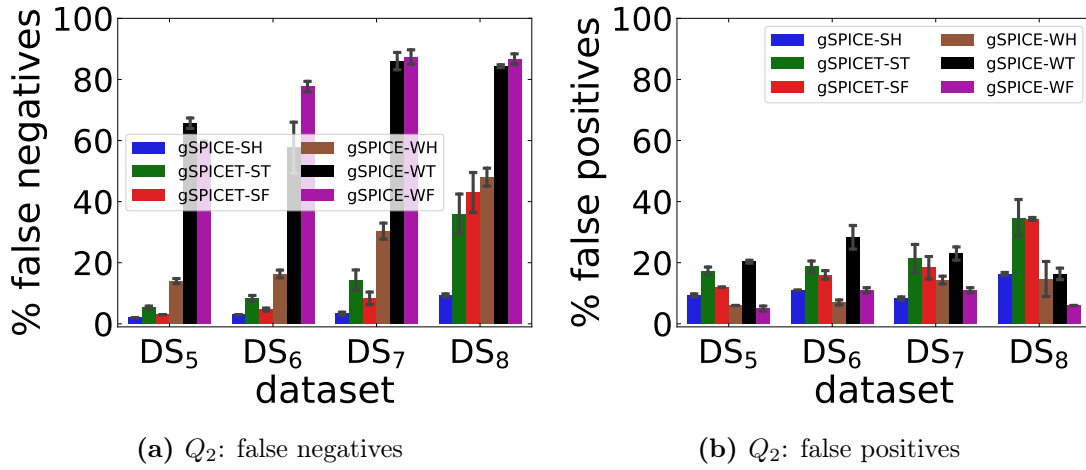 100
80
60
40
20
0
% false negatives
gSPICE-SH
gSPICET-ST
gSPICET-SF
gSPICE-WH
gSPICE-WT
gSPICE-WF
DS₅ DS₆ DS₇ DS₈
dataset
(a) Q₂: false negatives
100
80
60
40
20
0
% false positives
gSPICE-SH
gSPICET-ST
gSPICET-SF
gSPICE-WH
gSPICE-WT
gSPICE-WF
DS₅ DS₆ DS₇ DS₈
dataset
(b) Q₂: false positives